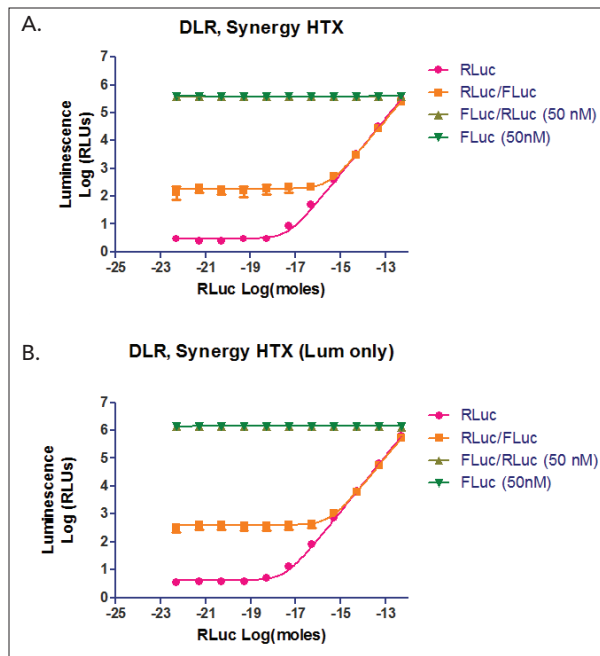 A.
DLR, Synergy HTX
Luminescence
Log (RLUs)
7
6
5
4
3
2
1
0
-25
-23
-21
-19
-17
-15
-13
RLuc Log(moles)
RLuc
RLuc/FLuc
FLuc/RLuc (50 nM)
FLuc (50nM)
B.
DLR, Synergy HTX (Lum only)
Luminescence
Log (RLUs)
7
6
5
4
3
2
1
0
-25
-23
-21
-19
-17
-15
-13
RLuc Log(moles)
RLuc
RLuc/FLuc
FLuc/RLuc (50 nM)
FLuc (50nM)